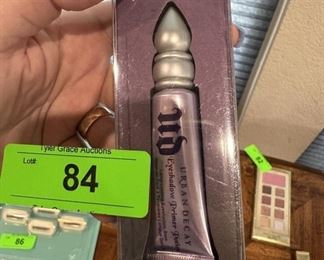 Tyler Grace Auctions
Lot#:
84
86
82
UD
URBAN DECAY
Eyeshadow Primer Potion